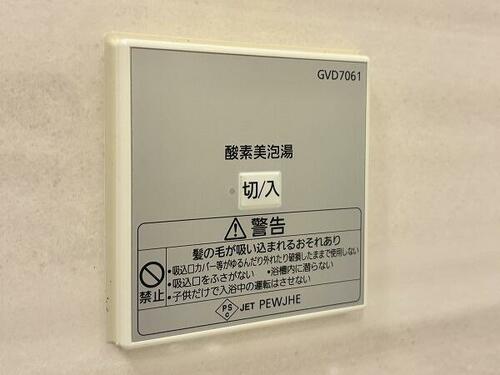 GVD7061
酸素美泡湯
切/入
警告
髪の毛が吸い込まれるおそれあり
禁止
・吸込口カバー等がゆるんだり外れたり破損したままで使用しない
・吸込口をふさがない ・浴槽内に潜らない
・子供だけで入浴中の運転はさせない
PS
C
JET PEWJHE